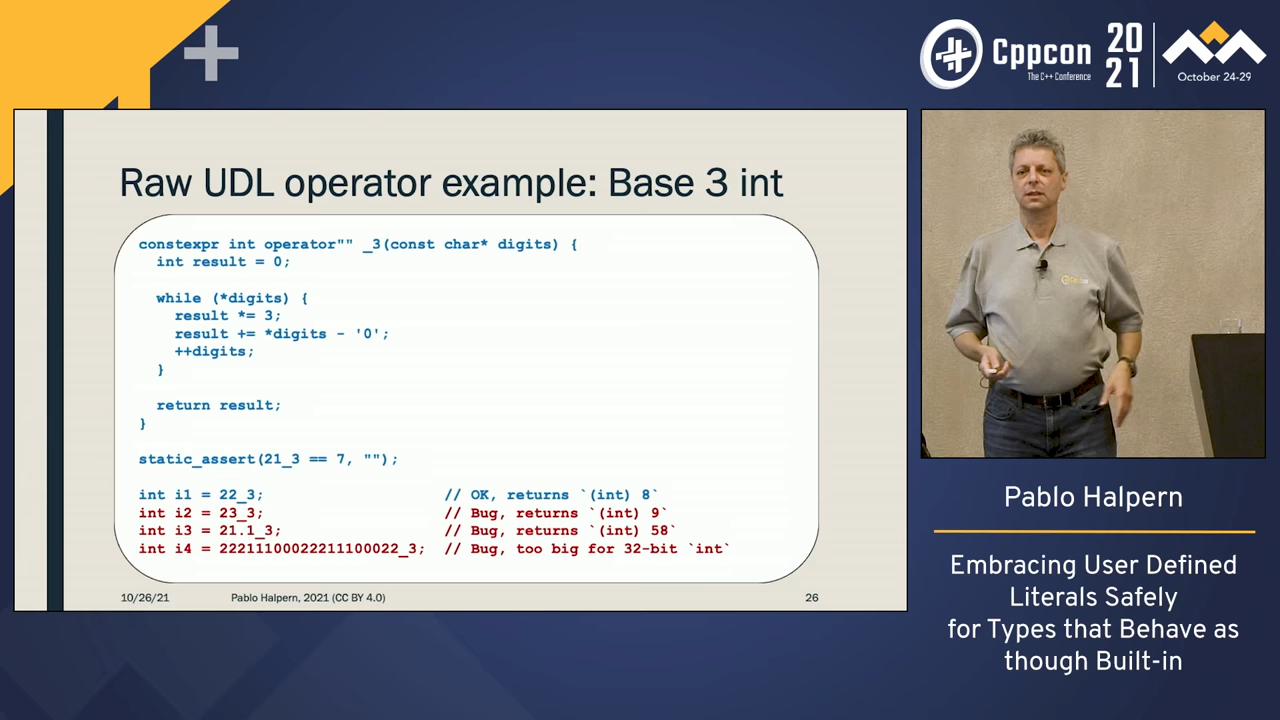 Cppcon
The C++ Conference
20
21
October 24-29
Raw UDL operator example: Base 3 int
constexpr int operator"" _3(const char* digits) {
  int result = 0;
  while (*digits) {
    result *= 3;
    result += *digits - '0';
    ++digits;
  }
  return result;
}
static_assert(21_3 == 7, "");
int i1 = 22_3; // OK, returns `(int) 8`
int i2 = 23_3; // Bug, returns `(int) 9`
int i3 = 21.1_3; // Bug, returns `(int) 58`
int i4 = 22211100022211100022_3; // Bug, too big for 32-bit `int`
10/26/21 Pablo Halpern, 2021 (CC BY 4.0) 26
Pablo Halpern
Embracing User Defined
Literals Safely
for Types that Behave as
though Built-in